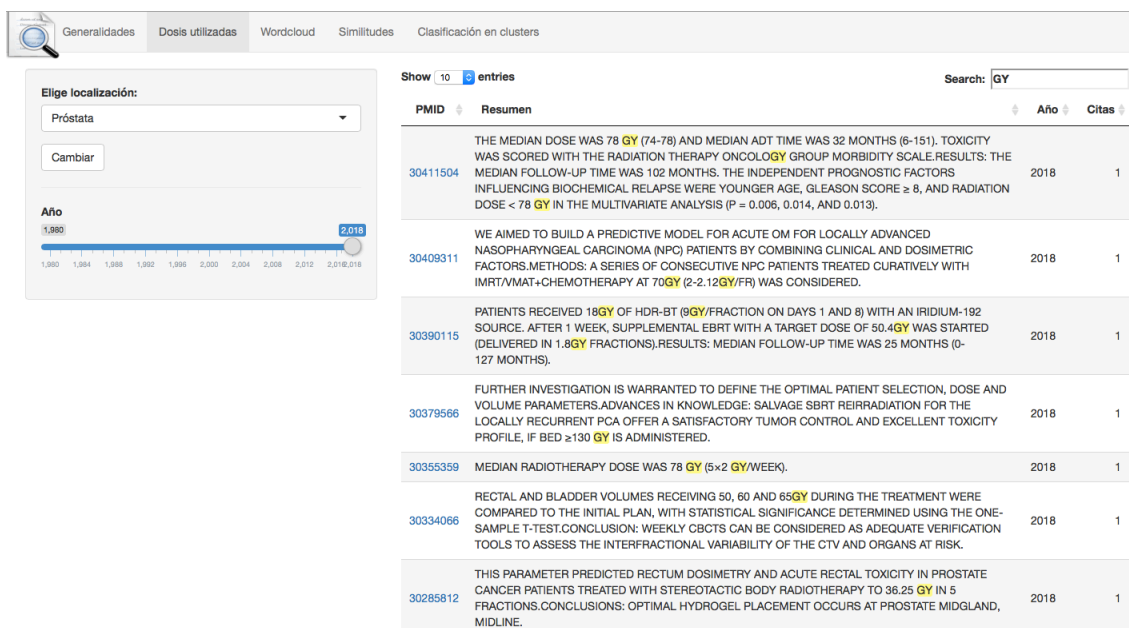 Generalidades Dosis utilizadas Wordcloud Similitudes Clasificación en clusters
Elige localización:
Próstata
Cambiar
Año
1,980 2,018
1,980 1,984 1,988 1,992 1,996 2,000 2,004 2,008 2,012 2,016 2,018
Show 10 entries
Search: GY
PMID Resumen Año Citas
THE MEDIAN DOSE WAS 78 GY (74-78) AND MEDIAN ADT TIME WAS 32 MONTHS (6-151). TOXICITY
WAS SCORED WITH THE RADIATION THERAPY ONCOLOGY GROUP MORBIDITY SCALE.RESULTS: THE
30411504 MEDIAN FOLLOW-UP TIME WAS 102 MONTHS. THE INDEPENDENT PROGNOSTIC FACTORS 2018 1
INFLUENCING BIOCHEMICAL RELAPSE WERE YOUNGER AGE, GLEASON SCORE ≥ 8, AND RADIATION
DOSE < 78 GY IN THE MULTIVARIATE ANALYSIS (P = 0.006, 0.014, AND 0.013).
WE AIMED TO BUILD A PREDICTIVE MODEL FOR ACUTE OM FOR LOCALLY ADVANCED
NASOPHARYNGEAL CARCINOMA (NPC) PATIENTS BY COMBINING CLINICAL AND DOSIMETRIC
30409311 FACTORS.METHODS: A SERIES OF CONSECUTIVE NPC PATIENTS TREATED CURATIVELY WITH 2018 1
IMRT/VMAT+CHEMOTHERAPY AT 70GY (2-2.12GY/FR) WAS CONSIDERED.
PATIENTS RECEIVED 18GY OF HDR-BT (9GY/FRACTION ON DAYS 1 AND 8) WITH AN IRIDIUM-192
SOURCE. AFTER 1 WEEK, SUPPLEMENTAL EBRT WITH A TARGET DOSE OF 50.4GY WAS STARTED
30390115 (DELIVERED IN 1.8GY FRACTIONS).RESULTS: MEDIAN FOLLOW-UP TIME WAS 25 MONTHS (0- 2018 1
127 MONTHS).
FURTHER INVESTIGATION IS WARRANTED TO DEFINE THE OPTIMAL PATIENT SELECTION, DOSE AND
VOLUME PARAMETERS.ADVANCES IN KNOWLEDGE: SALVAGE SBRT REIRRADIATION FOR THE
30379566 LOCALLY RECURRENT PCA OFFER A SATISFACTORY TUMOR CONTROL AND EXCELLENT TOXICITY 2018 1
PROFILE, IF BED ≥130 GY IS ADMINISTERED.
30355359 MEDIAN RADIOTHERAPY DOSE WAS 78 GY (5×2 GY/WEEK). 2018 1
RECTAL AND BLADDER VOLUMES RECEIVING 50, 60 AND 65GY DURING THE TREATMENT WERE
COMPARED TO THE INITIAL PLAN, WITH STATISTICAL SIGNIFICANCE DETERMINED USING THE ONE-
30334066 SAMPLE T-TEST.CONCLUSION: WEEKLY CBCTS CAN BE CONSIDERED AS ADEQUATE VERIFICATION 2018 1
TOOLS TO ASSESS THE INTERFRACTIONAL VARIABILITY OF THE CTV AND ORGANS AT RISK.
THIS PARAMETER PREDICTED RECTUM DOSIMETRY AND ACUTE RECTAL TOXICITY IN PROSTATE
CANCER PATIENTS TREATED WITH STEREOTACTIC BODY RADIOTHERAPY TO 36.25 GY IN 5
30285812 FRACTIONS.CONCLUSIONS: OPTIMAL HYDROGEL PLACEMENT OCCURS AT PROSTATE MIDGLAND, 2018 1
MIDLINE.